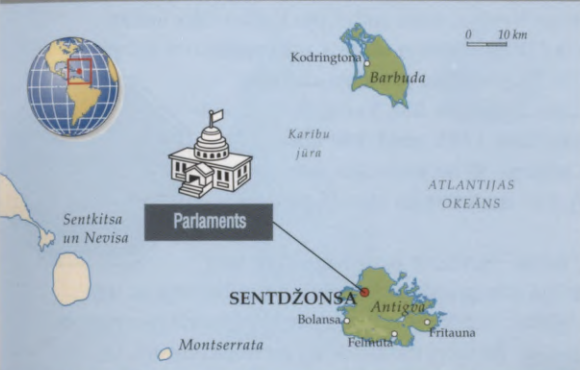 0 10 km
Kodringtona
Barbuda
Karību
jūra
ATLANTIJAS
OKEĀNS
Sentkitsa
un Nevisa
Parlaments
SENTDŽONSA
Antigva
Bolansa
Fritauna
Felmuta
Montserrata